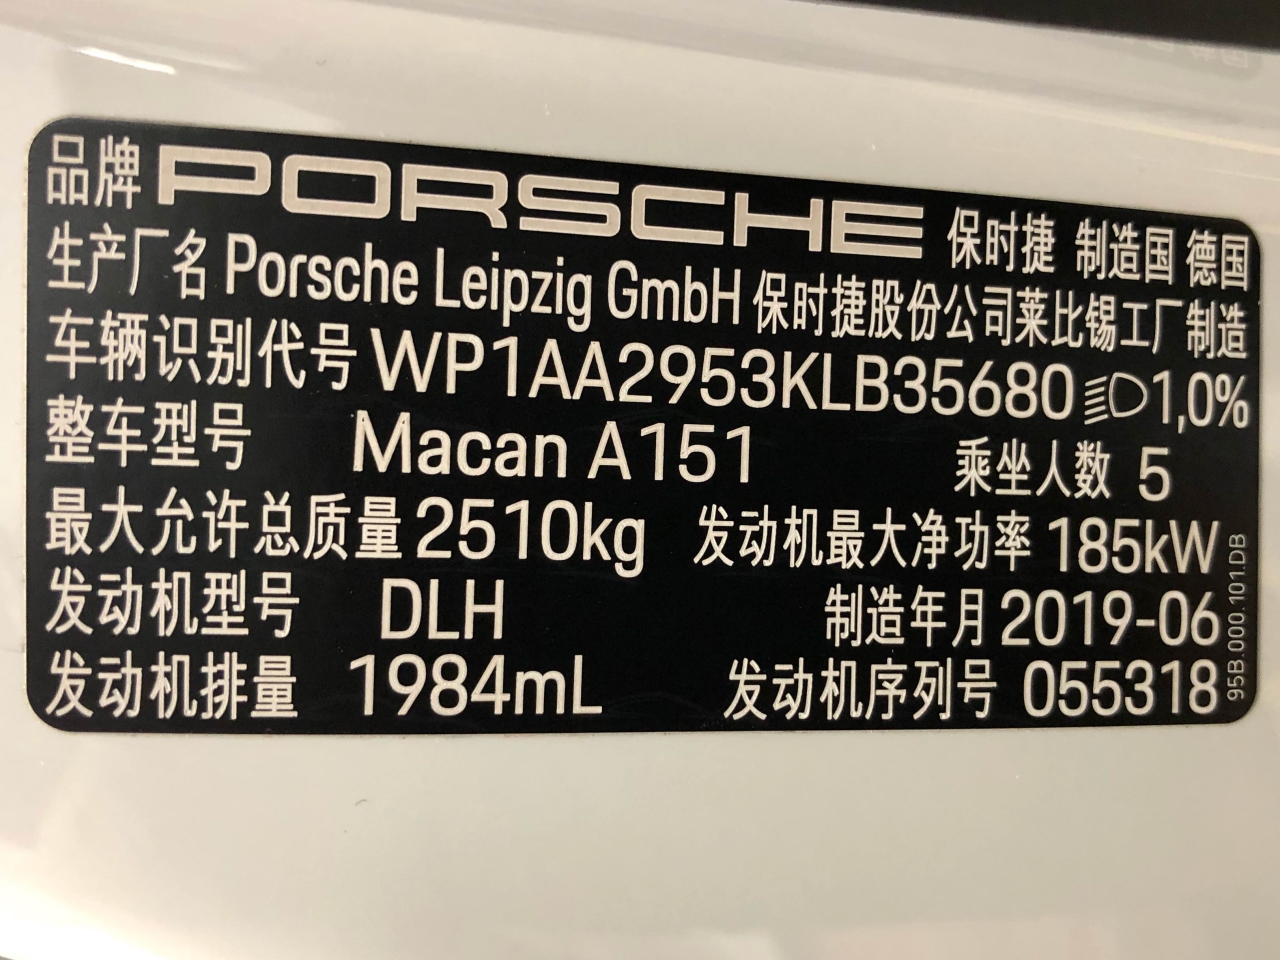 品牌 PORSCHE 保时捷 制造国 德国
生产厂名 Porsche Leipzig GmbH 保时捷股份公司莱比锡工厂制造
车辆识别代号 WP1AA2953KLB35680 1,0%
整车型号 Macan A151 乘坐人数 5
最大允许总质量 2510kg 发动机最大净功率 185kW
发动机型号 DLH 制造年月 2019-06
发动机排量 1984mL 发动机序列号 055318
95B.000.101.DB